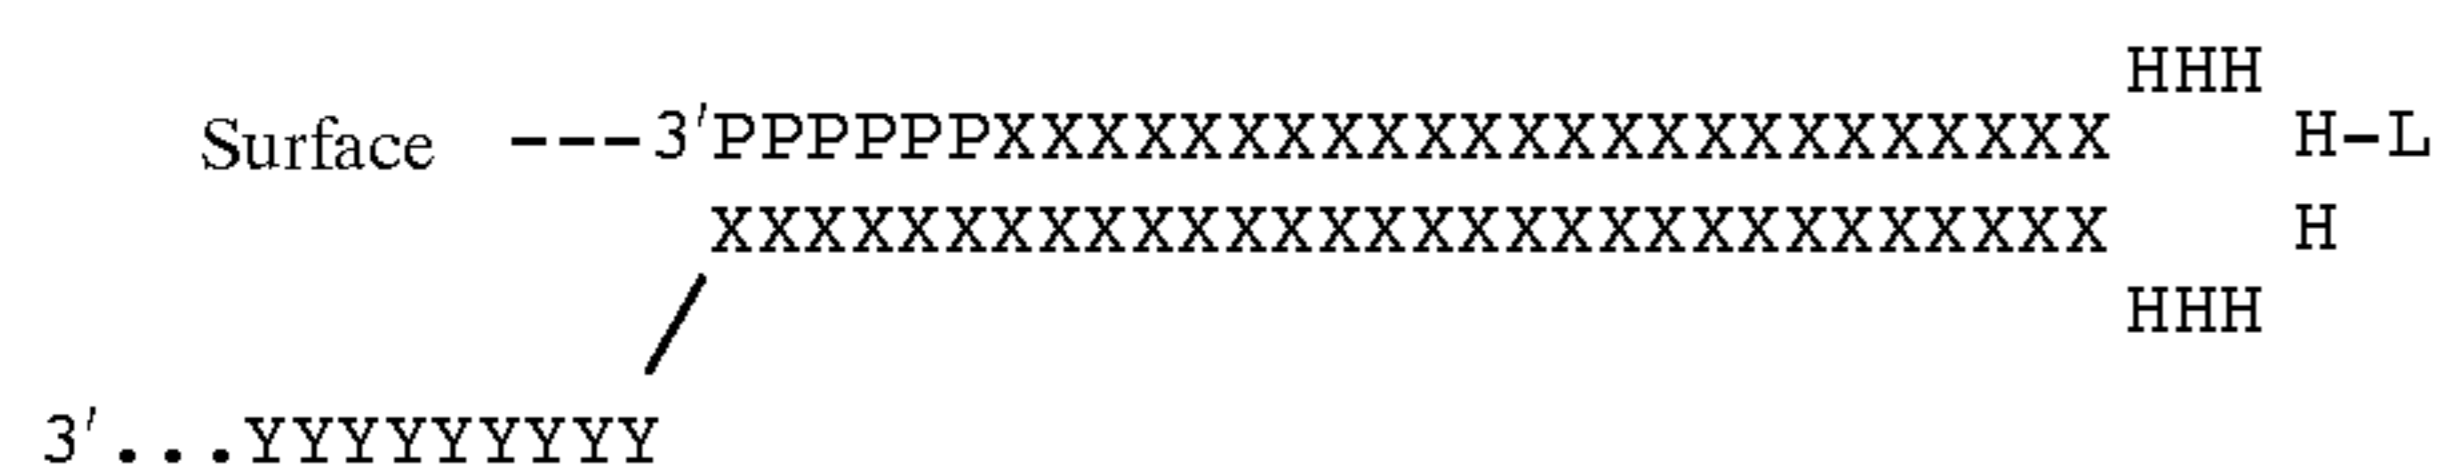 HHH
Surface ---3'PPPPPPXXXXXXXXXXXXXXXXXXXXXXXX H-L
XXXXXXXXXXXXXXXXXXXXXXXXXXXXXX H
HHH
3'...YYYYYYYYY